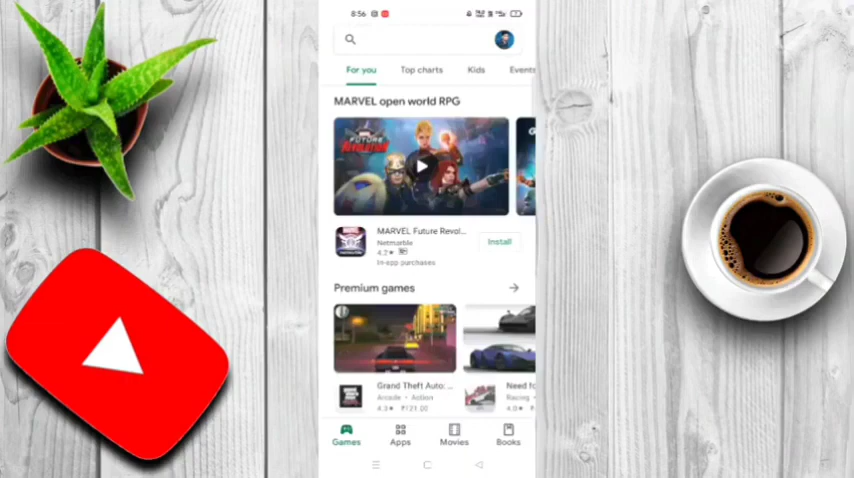 8:56
For you Top charts Kids Events
MARVEL open world RPG
MARVEL FUTURE REVOLUTION
MARVEL Future Revol...
Netmarble
4.2★
In-app purchases
Install
Premium games
Grand Theft Auto: ...
Arcade • Action
4.3★ ₹121.00
Need fo
Racing
4.0★
Games Apps Movies Books